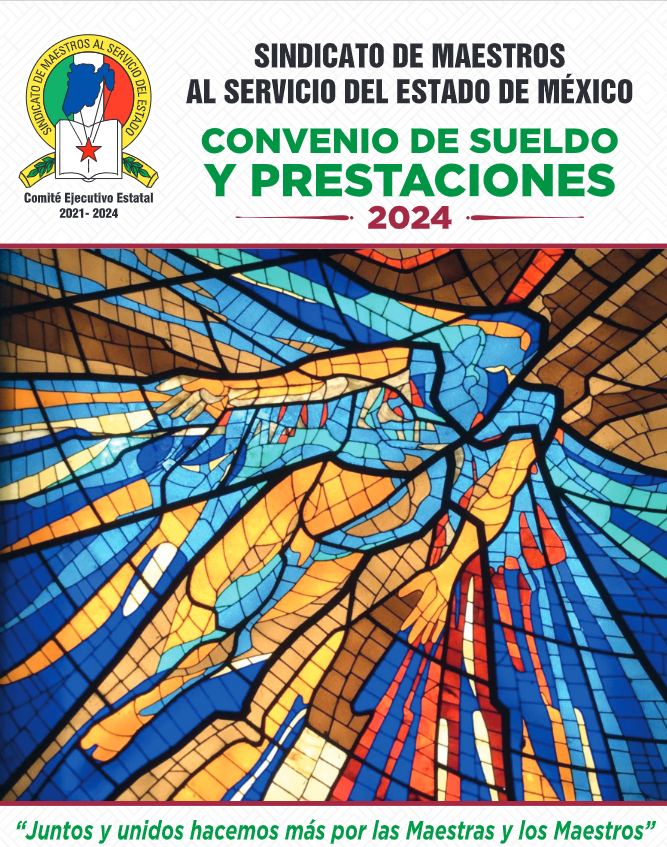 SINDICATO DE MAESTROS AL SERVICIO DEL ESTADO
Comité Ejecutivo Estatal
2021- 2024
SINDICATO DE MAESTROS
AL SERVICIO DEL ESTADO DE MÉXICO
CONVENIO DE SUELDO
Y PRESTACIONES
2024
“Juntos y unidos hacemos más por las Maestras y los Maestros”